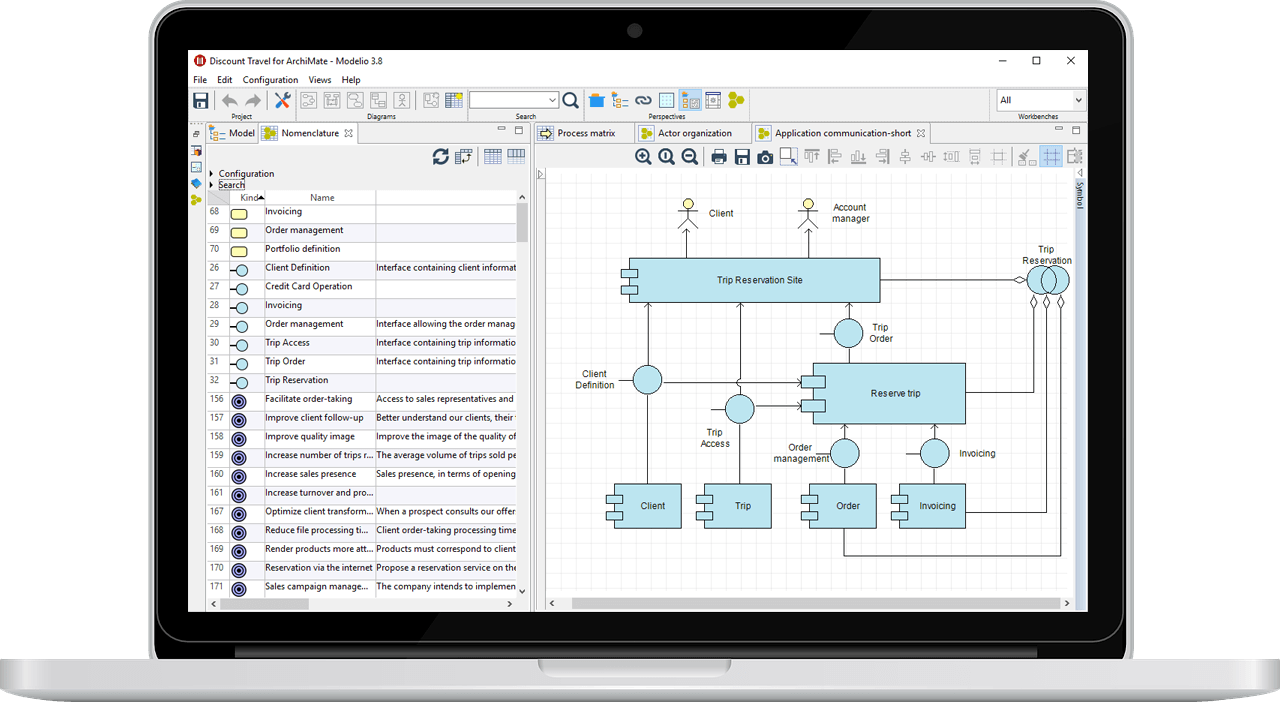 Discount Travel for ArchiMate - Modelio 3.8
File Edit Configuration Views Help
Project
Diagrams
Search
Perspectives
All
Workbenches
Model
Nomenclature
Process matrix
Actor organization
Application communication-short
Configuration
Search
Kind Name
68 Invoicing
69 Order management
70 Portfolio definition
26 Client Definition Interface containing client informat
27 Credit Card Operation
28 Invoicing
29 Order management Interface allowing the order manag
30 Trip Access Interface containing trip informatio
31 Trip Order Interface containing trip informatio
32 Trip Reservation
156 Facilitate order-taking Access to sales representatives and
157 Improve client follow-up Better understand our clients, their
158 Improve quality image Improve the image of the quality of
159 Increase number of trips r... The average volume of trips sold pe
160 Increase sales presence Sales presence, in terms of opening
161 Increase turnover and pro...
167 Optimize client transform... When a prospect consults our offer
168 Reduce file processing ti... Client order-taking processing time
169 Render products more att... Products must correspond to client
170 Reservation via the internet Propose a reservation service on the
171 Sales campaign manage... The company intends to implemen
Symbol
Client
Account
manager
Trip
Reservation
Trip Reservation Site
Trip
Order
Client
Definition
Reserve trip
Trip
Access
Order
management
Invoicing
Client
Trip
Order
Invoicing